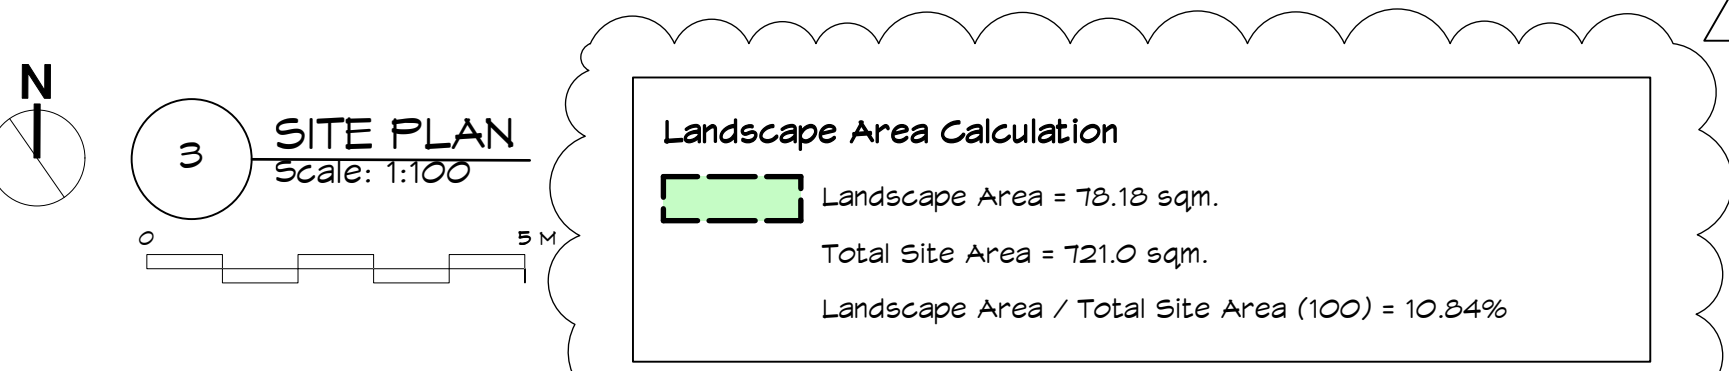 N
3
SITE PLAN
Scale: 1:100
0 5 M
Landscape Area Calculation
Landscape Area = 78.18 sqm.
Total Site Area = 721.0 sqm.
Landscape Area / Total Site Area (100) = 10.84%